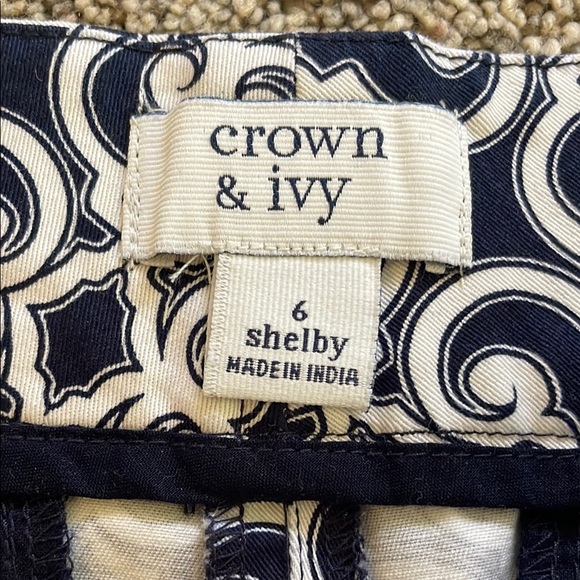 crown
& ivy
6
shelby
MADE IN INDIA